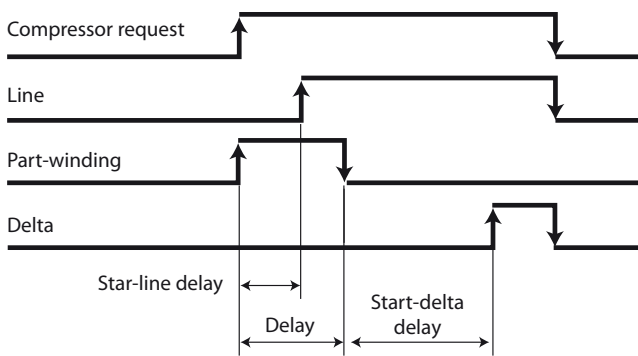 Compressor request
Line
Part-winding
Delta
Star-line delay
Delay
Start-delta
delay